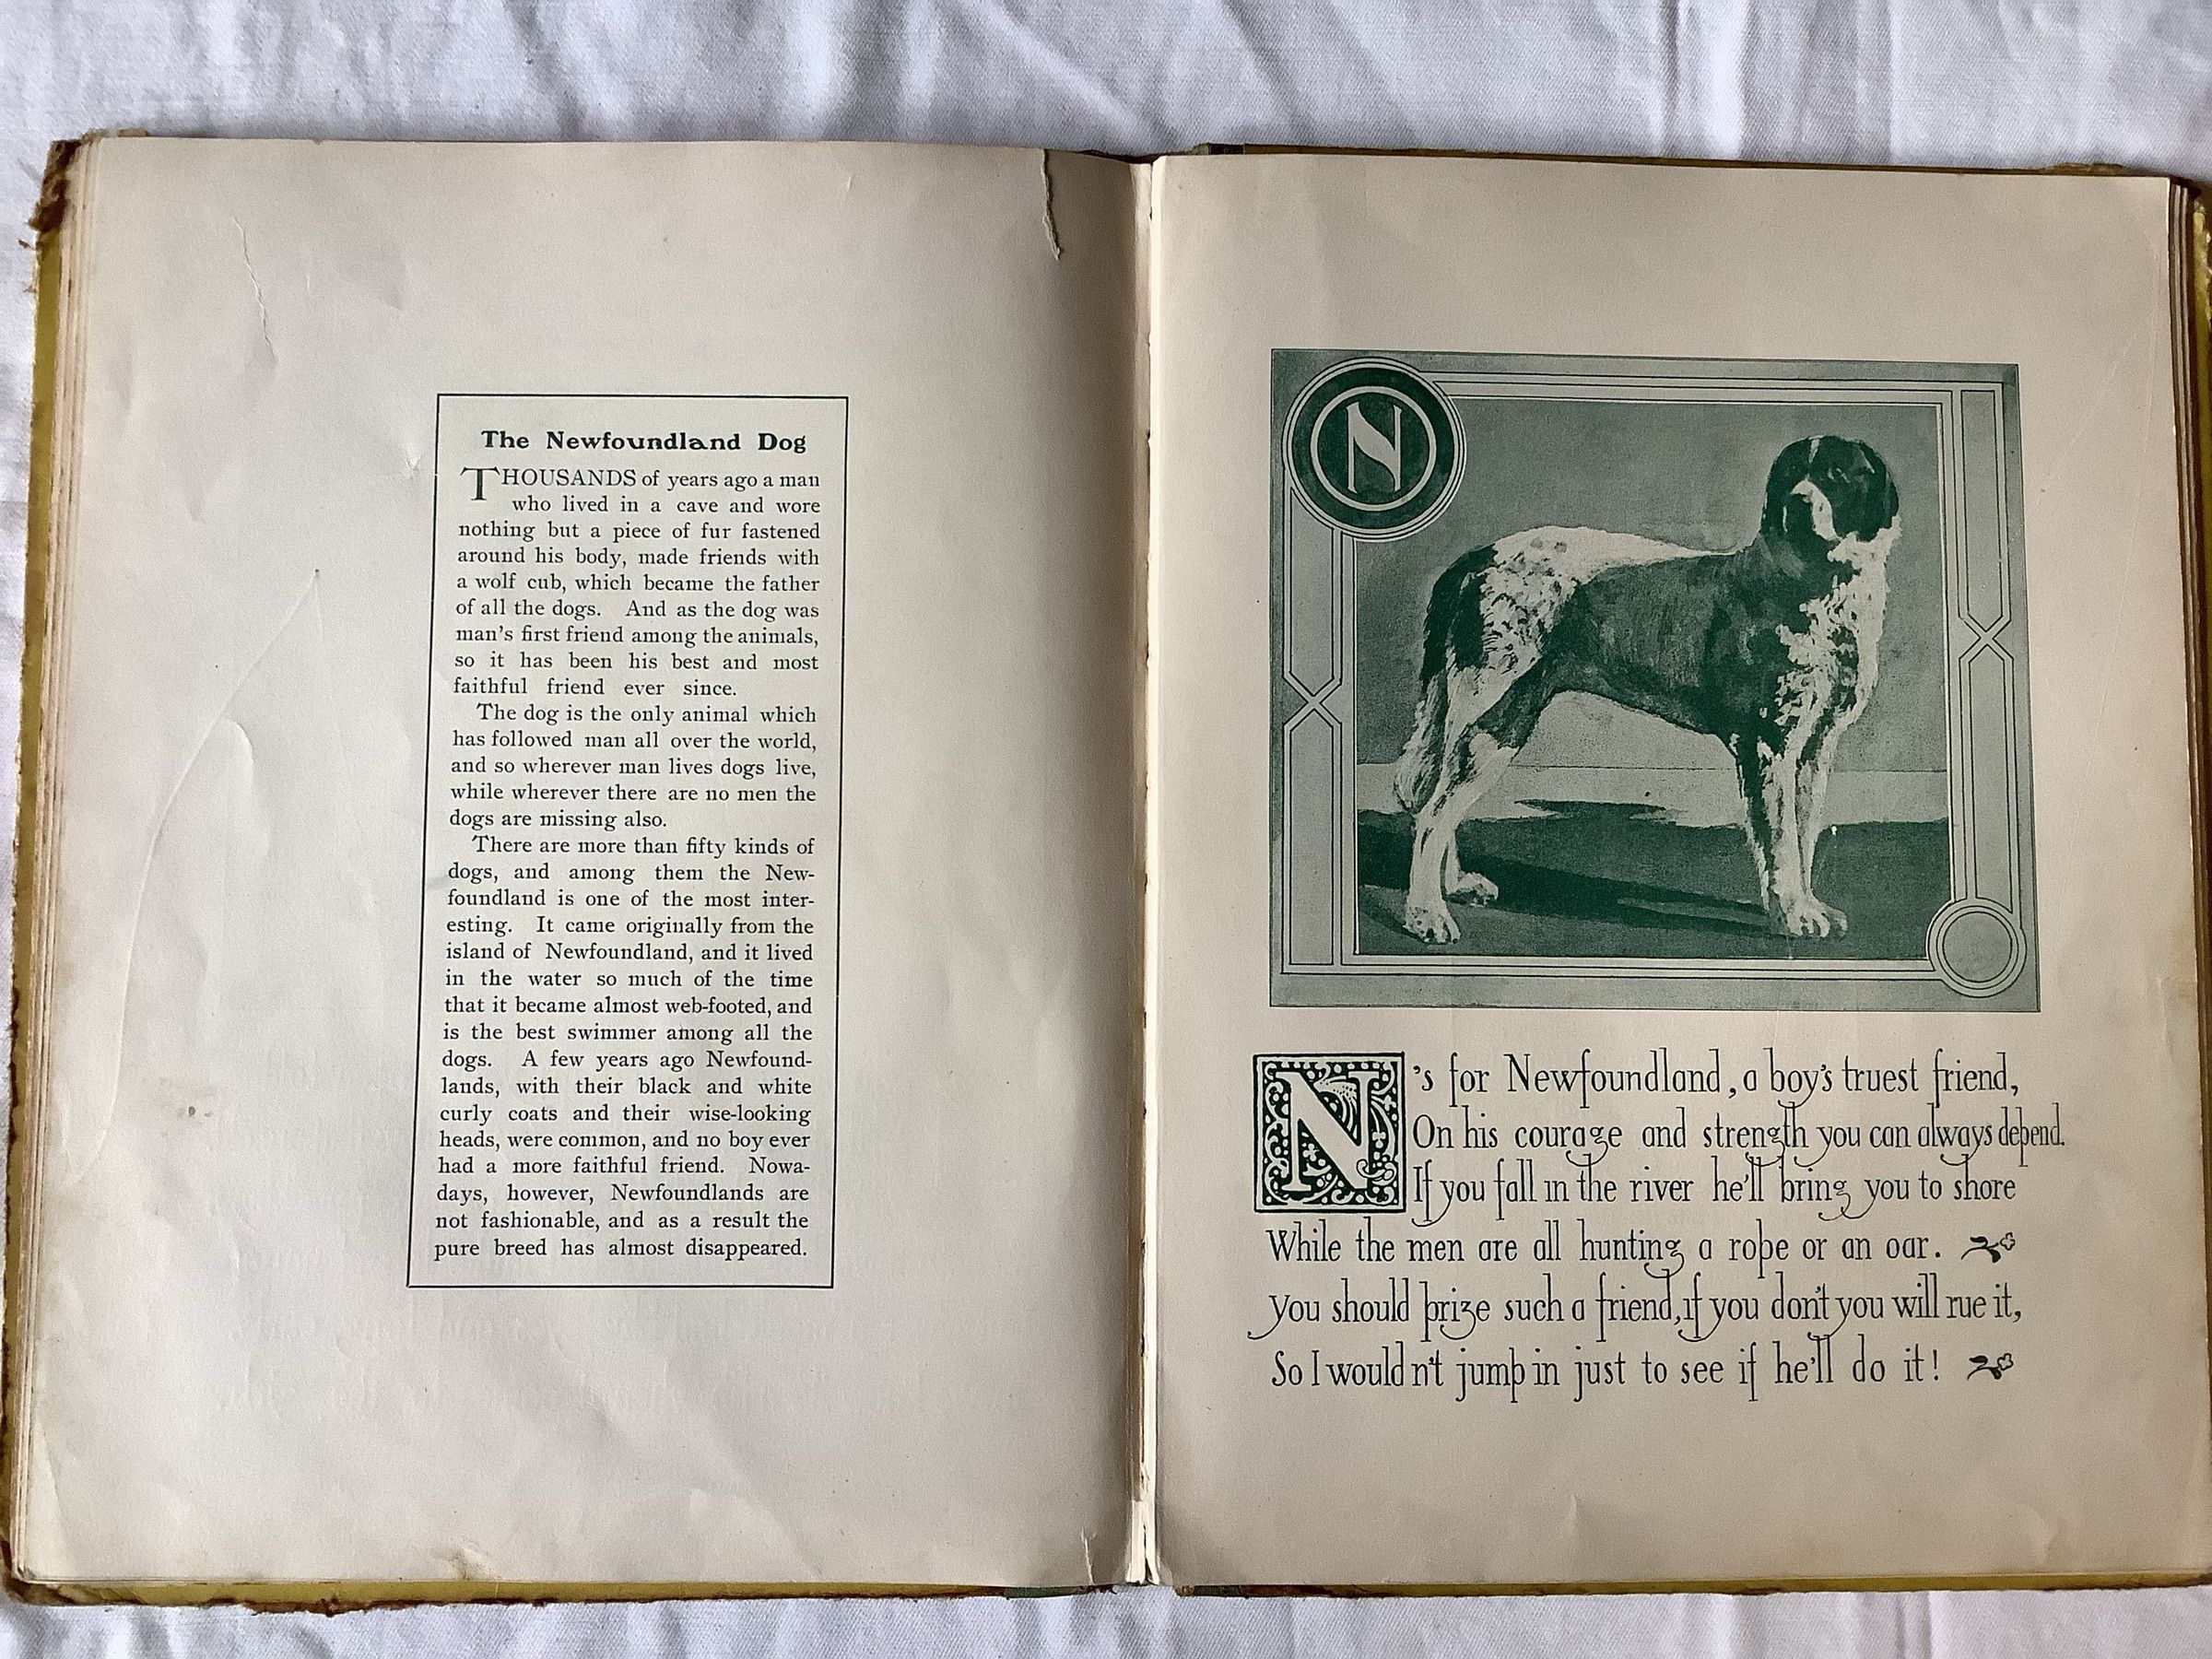 The Newfoundland Dog
THOUSANDS of years ago a man
who lived in a cave and wore
nothing but a piece of fur fastened
around his body, made friends with
a wolf cub, which became the father
of all the dogs. And as the dog was
man's first friend among the animals,
so it has been his best and most
faithful friend ever since.
The dog is the only animal which
has followed man all over the world,
and so wherever man lives dogs live,
while wherever there are no men the
dogs are missing also.
There are more than fifty kinds of
dogs, and among them the New-
foundland is one of the most inter-
esting. It came originally from the
island of Newfoundland, and it lived
in the water so much of the time
that it became almost web-footed, and
is the best swimmer among all the
dogs. A few years ago Newfound-
lands, with their black and white
curly coats and their wise-looking
heads, were common, and no boy ever
had a more faithful friend. Nowa-
days, however, Newfoundlands are
not fashionable, and as a result the
pure breed has almost disappeared.
N
N's for Newfoundland, a boy's truest friend,
On his courage and strength you can always depend.
If you fall in the river he'll bring you to shore
While the men are all hunting a rope or an oar.
You should prize such a friend, if you don't you will rue it,
So I wouldn't jump in just to see if he'll do it!